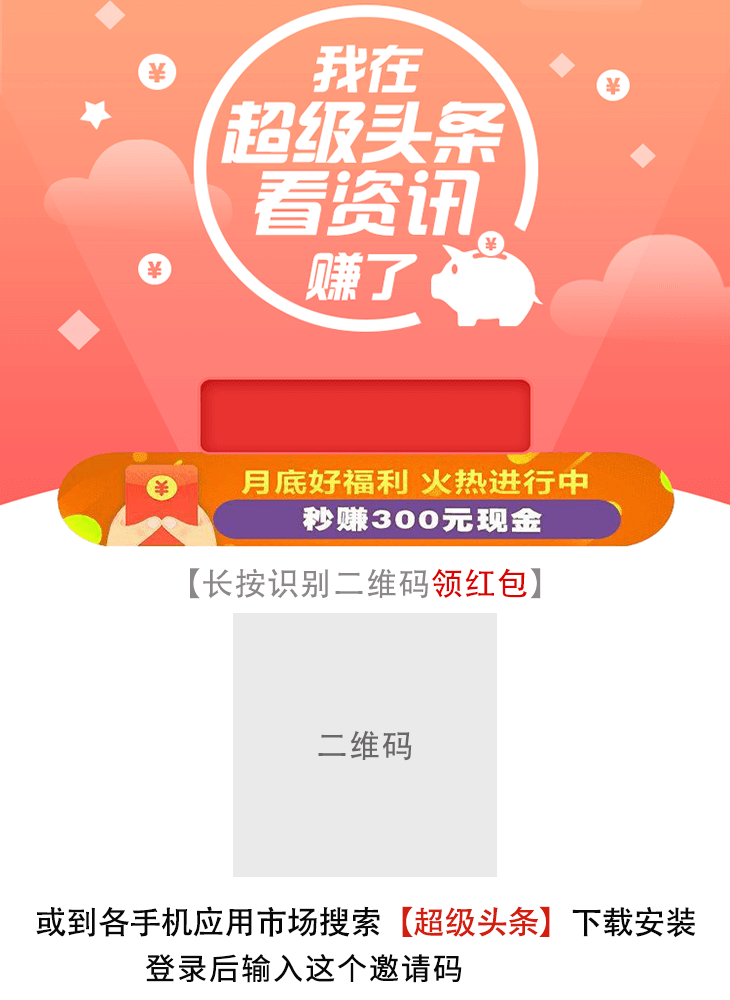 我在
超级头条
看资讯
赚了
¥
¥
¥
¥
¥
月底好福利 火热进行中
秒赚300元现金
【长按识别二维码领红包】
二维码
或到各手机应用市场搜索【超级头条】下载安装
登录后输入这个邀请码